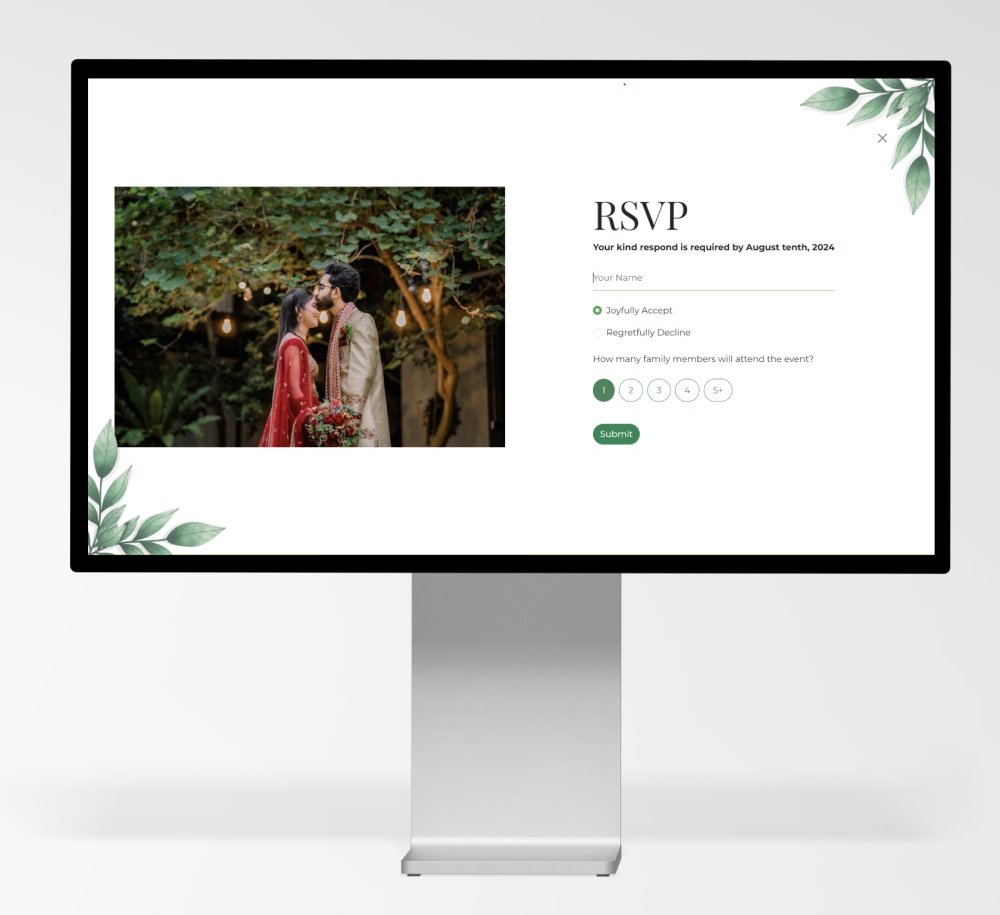 RSVP
Your kind respond is required by August tenth, 2024
Your Name
Joyfully Accept
Regretfully Decline
How many family members will attend the event?
1 2 3 4 5+
Submit